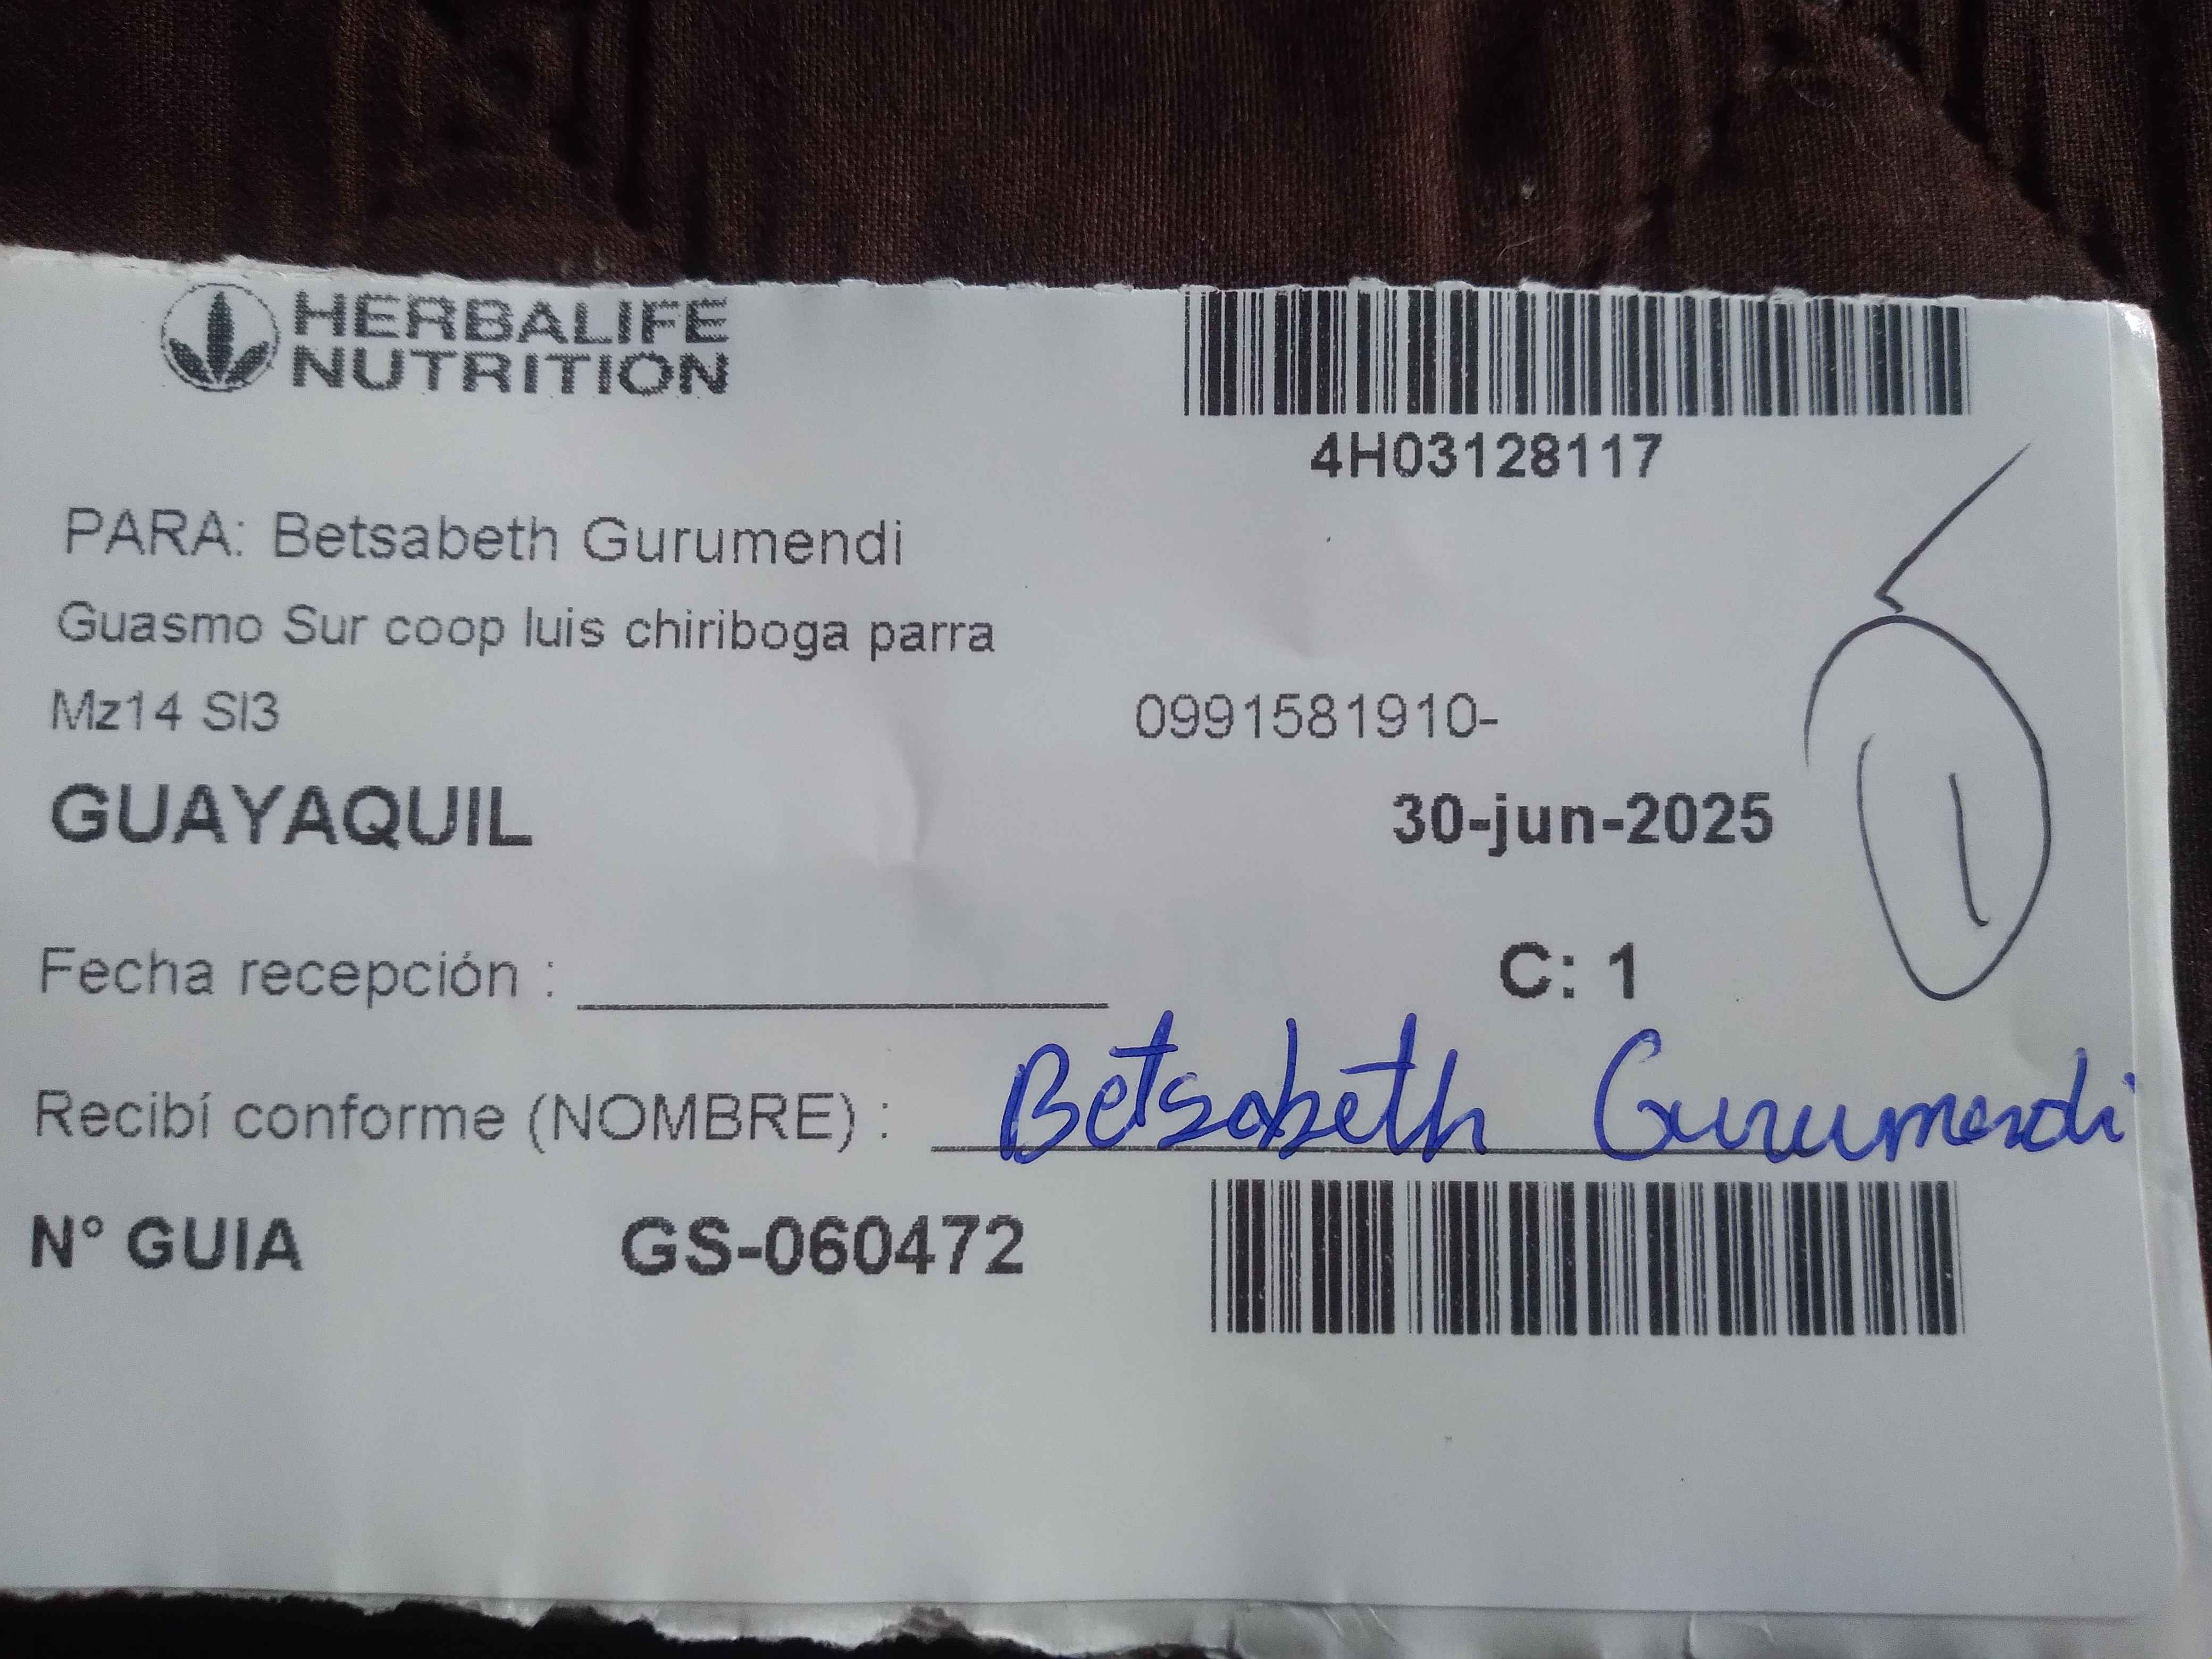 HERBALIFE
NUTRITION
4H03128117
PARA: Betsabeth Gurumendi
Guasmo Sur coop luis chiriboga parra
Mz14 Sl3 0991581910-
GUAYAQUIL 30-jun-2025
1
Fecha recepción : C: 1
Recibí conforme (NOMBRE) : Betsabeth Gurumendi
N° GUIA GS-060472